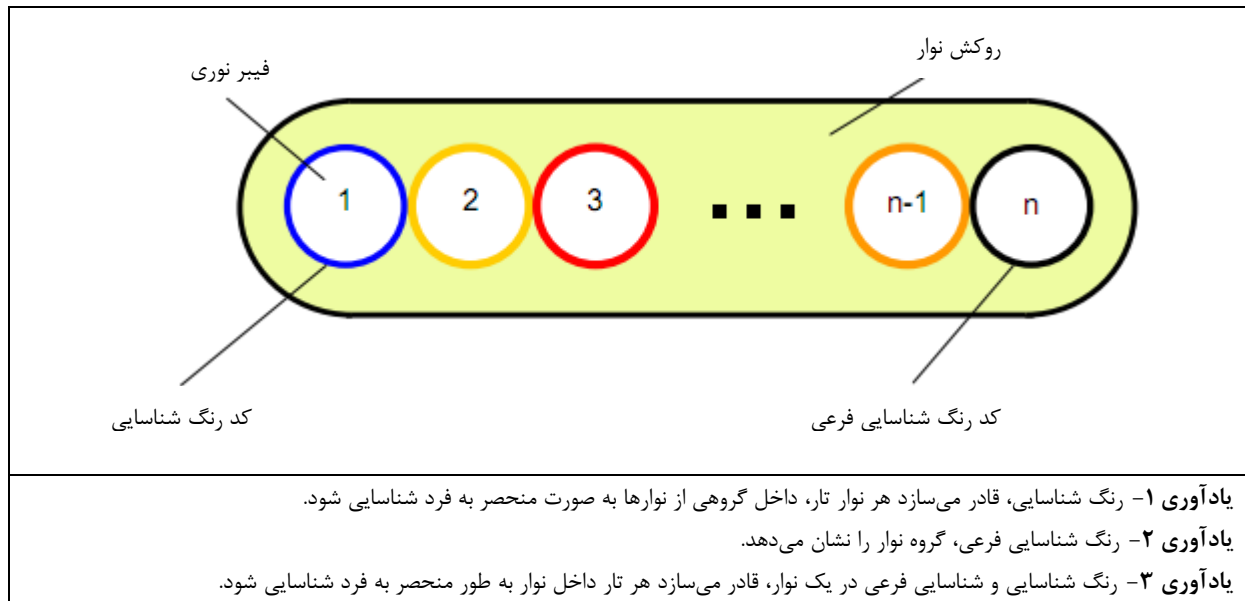 روکش نوار
فیبر نوری
1 2 3 ... n-1 n
کد رنگ شناسایی فرعی
کد رنگ شناسایی
یادآوری ۱- رنگ شناسایی، قادر می‌سازد هر نوار تار، داخل گروهی از نوارها به صورت منحصر به فرد شناسایی شود.
یادآوری ۲- رنگ شناسایی فرعی، گروه نوار را نشان می‌دهد.
یادآوری ۳- رنگ شناسایی و شناسایی فرعی در یک نوار، قادر می‌سازد هر تار داخل نوار به طور منحصر به فرد شناسایی شود.